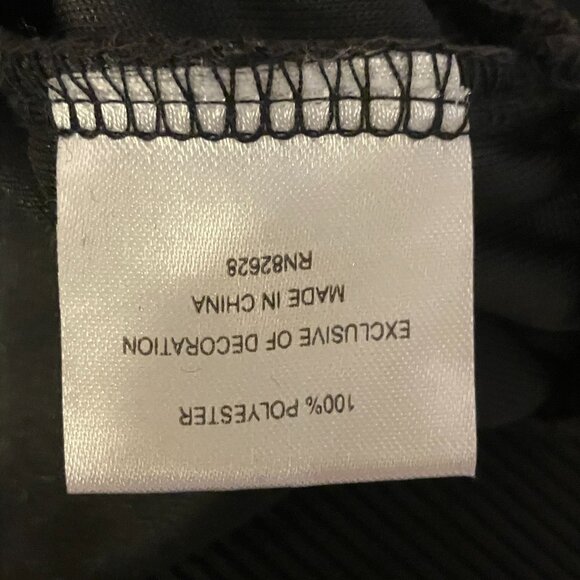 100% POLYESTER
EXCLUSIVE OF DECORATION
MADE IN CHINA
RN82628